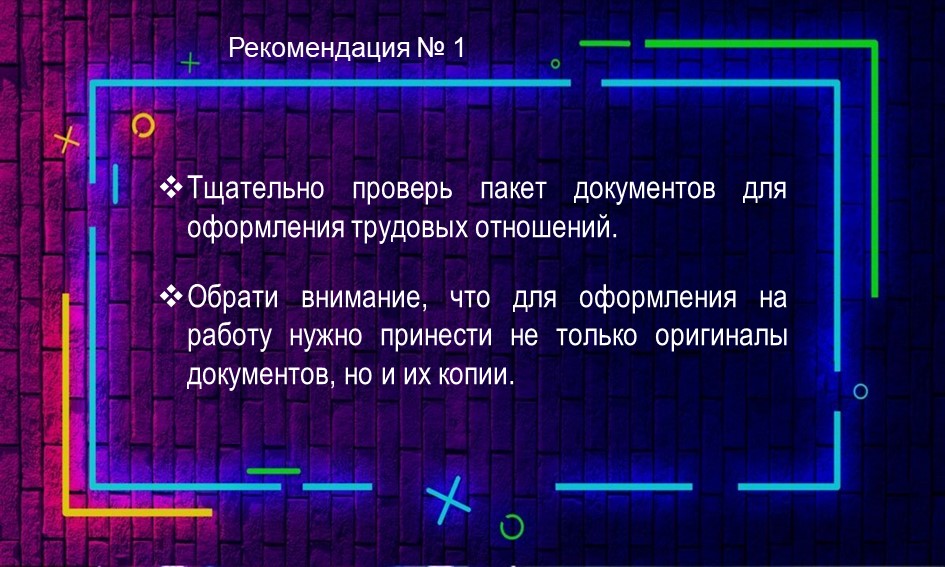 Рекомендация № 1
❖Тщательно проверь пакет документов для
оформления трудовых отношений.
❖Обрати внимание, что для оформления на
работу нужно принести не только оригиналы
документов, но и их копии.